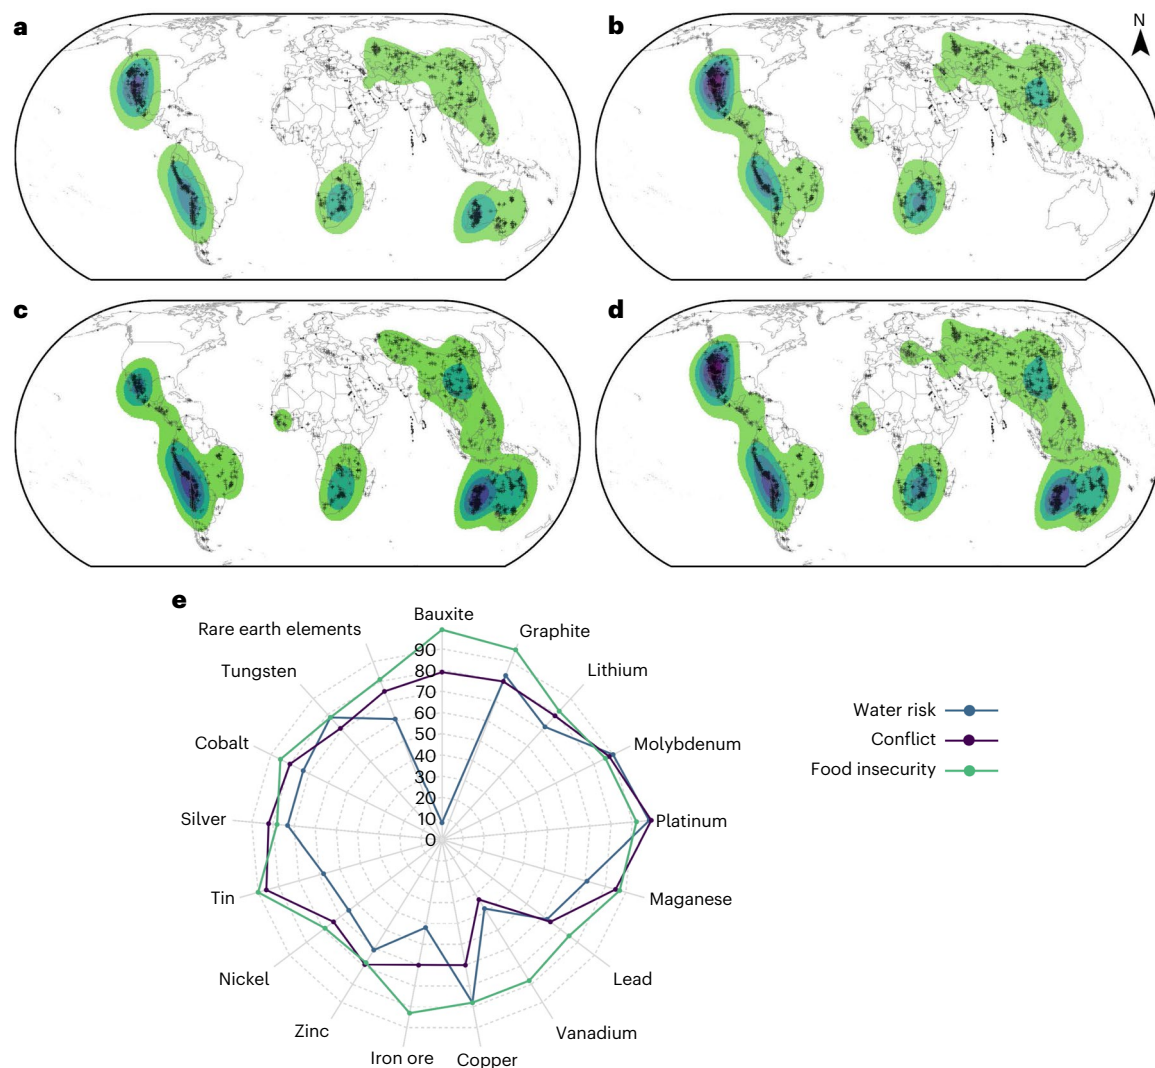 a
b
N
c
d
e
Bauxite
Graphite
Lithium
Molybdenum
Platinum
Maganese
Lead
Vanadium
Copper
Iron ore
Zinc
Nickel
Tin
Silver
Cobalt
Tungsten
Rare earth elements
90
80
70
60
50
40
30
20
10
0
Water risk
Conflict
Food insecurity